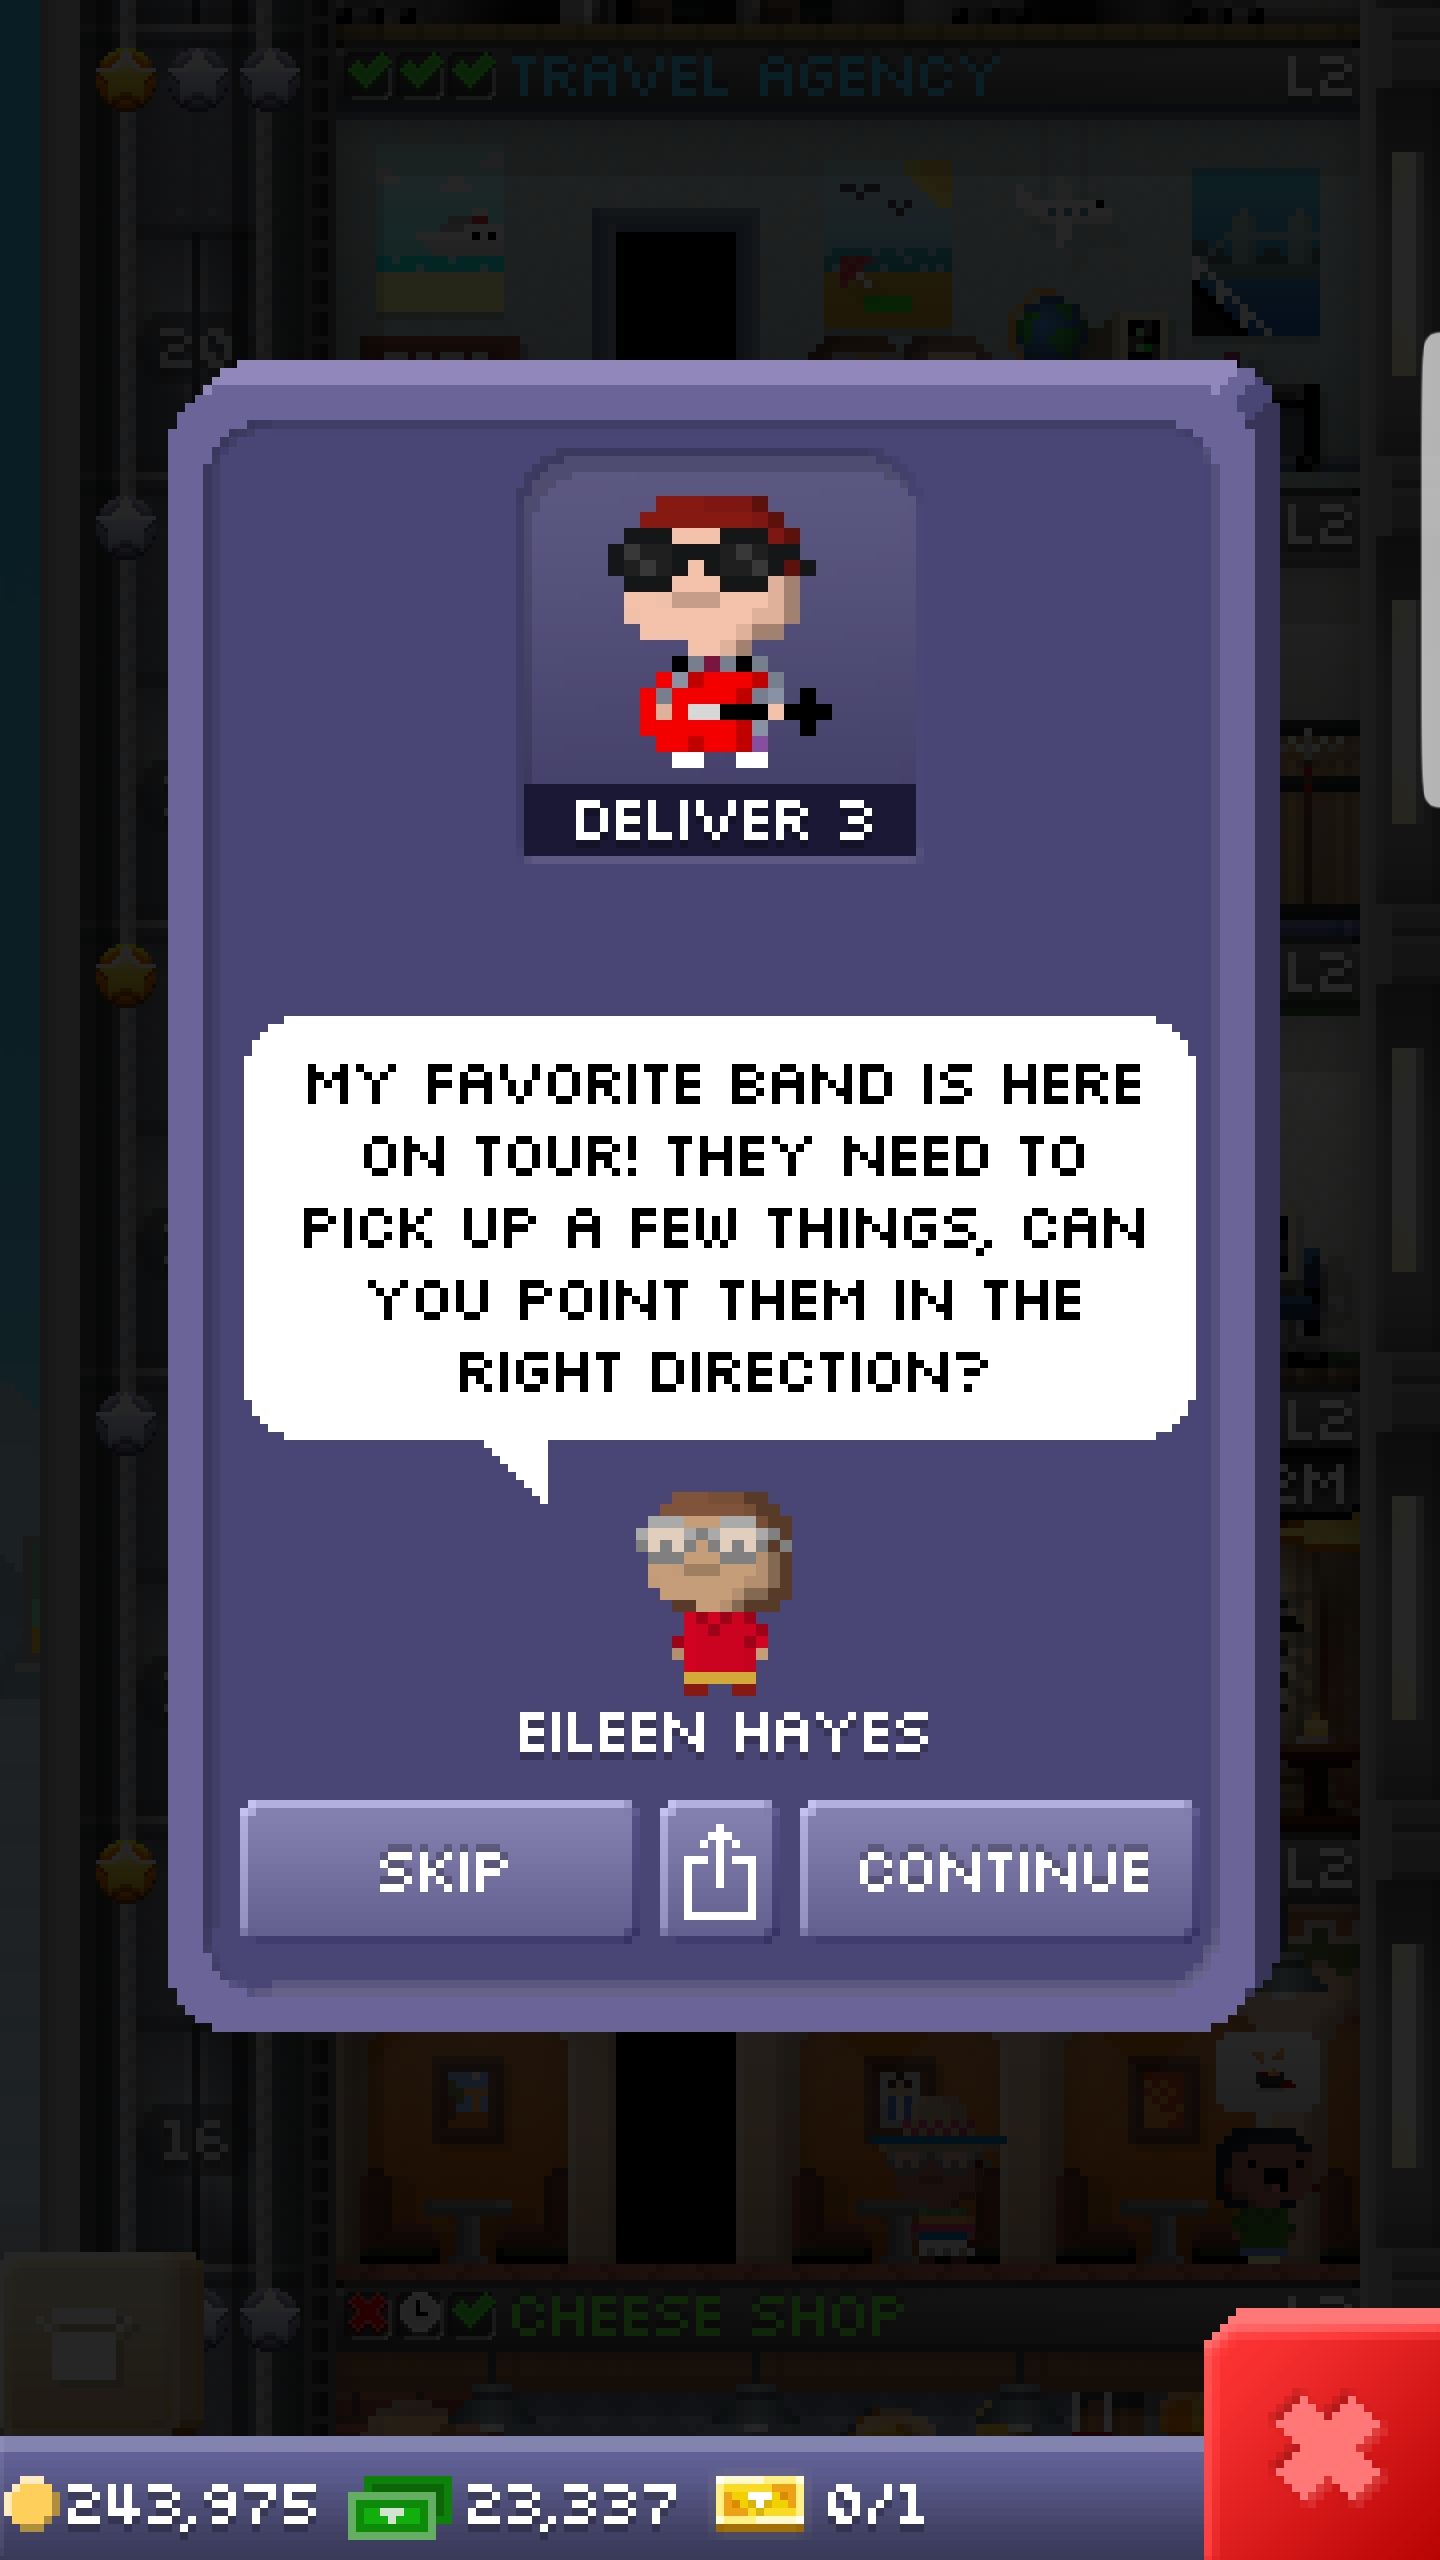 TRAVEL AGENCY L2
20
L2
DELIVER 3
L2
MY FAVORITE BAND IS HERE
ON TOUR! THEY NEED TO
PICK UP A FEW THINGS, CAN
YOU POINT THEM IN THE
RIGHT DIRECTION?
L2
EILEEN HAYES
SKIP
CONTINUE
L2
16
CHEESE SHOP
243,975
23,337
0/1